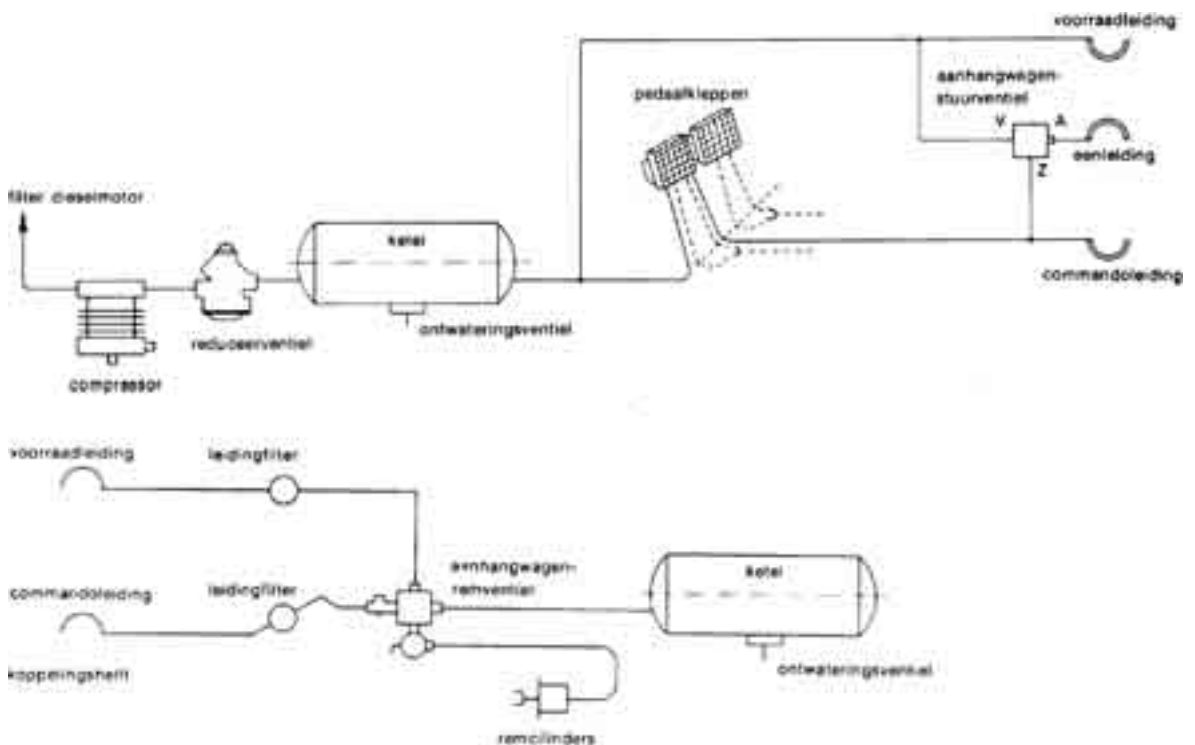 voorraadleiding
aanhangwagen-
stuurventiel
pedaalkleppen
V
A
eenleiding
Z
filter dieselmotor
ketel
commandoleiding
ontwateringsventiel
reduceerventiel
compressor
voorraadleiding
leidingfilter
aanhangwagen-
remventiel
ketel
commandoleiding
leidingfilter
ontwateringsventiel
koppelingshelft
remcilinders